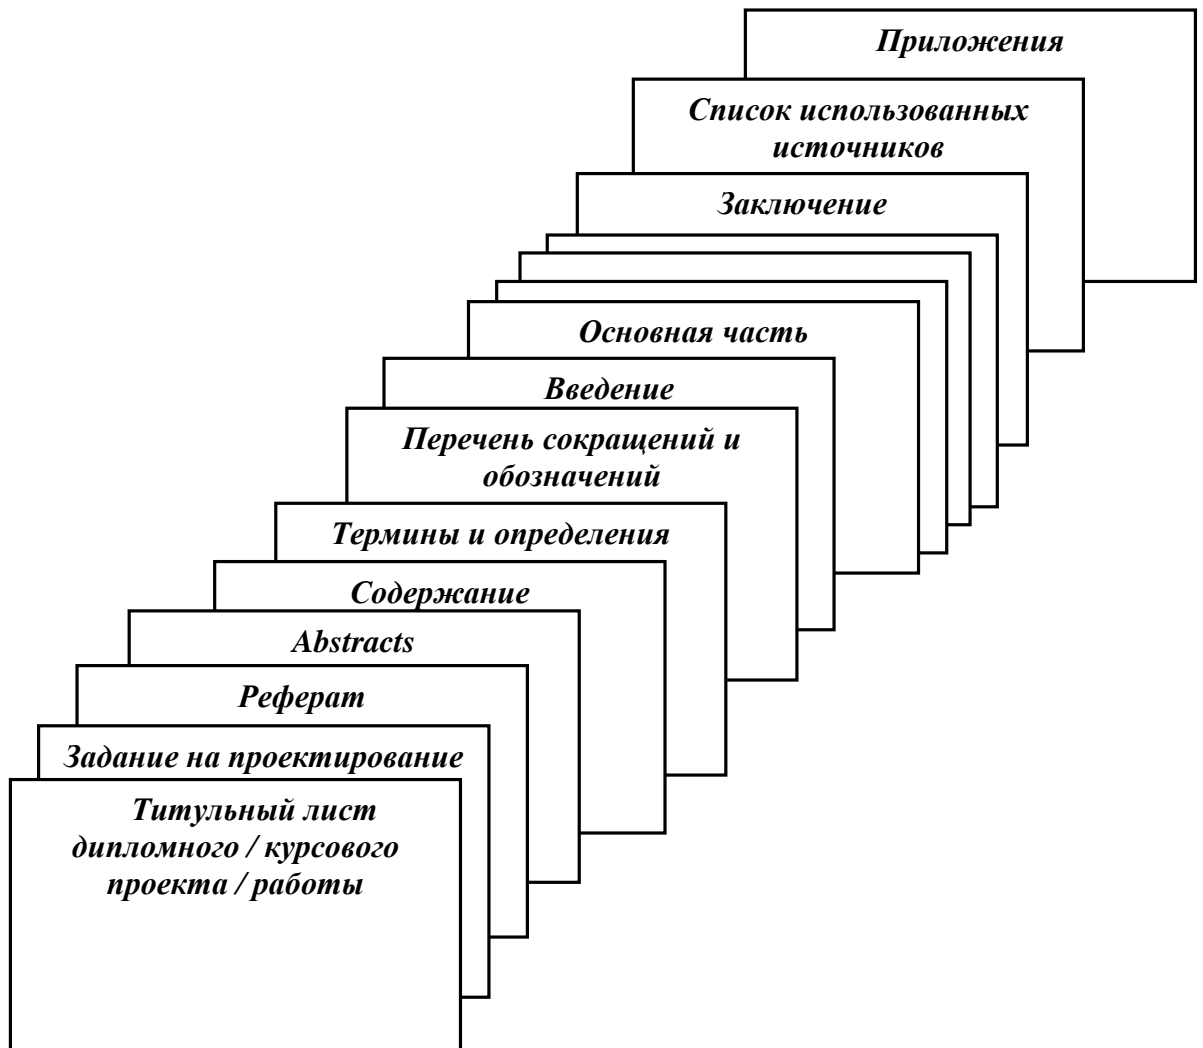 Приложения
Список использованных
источников
Заключение
Основная часть
Введение
Перечень сокращений и
обозначений
Термины и определения
Содержание
Abstracts
Реферат
Задание на проектирование
Титульный лист
дипломного / курсового
проекта / работы